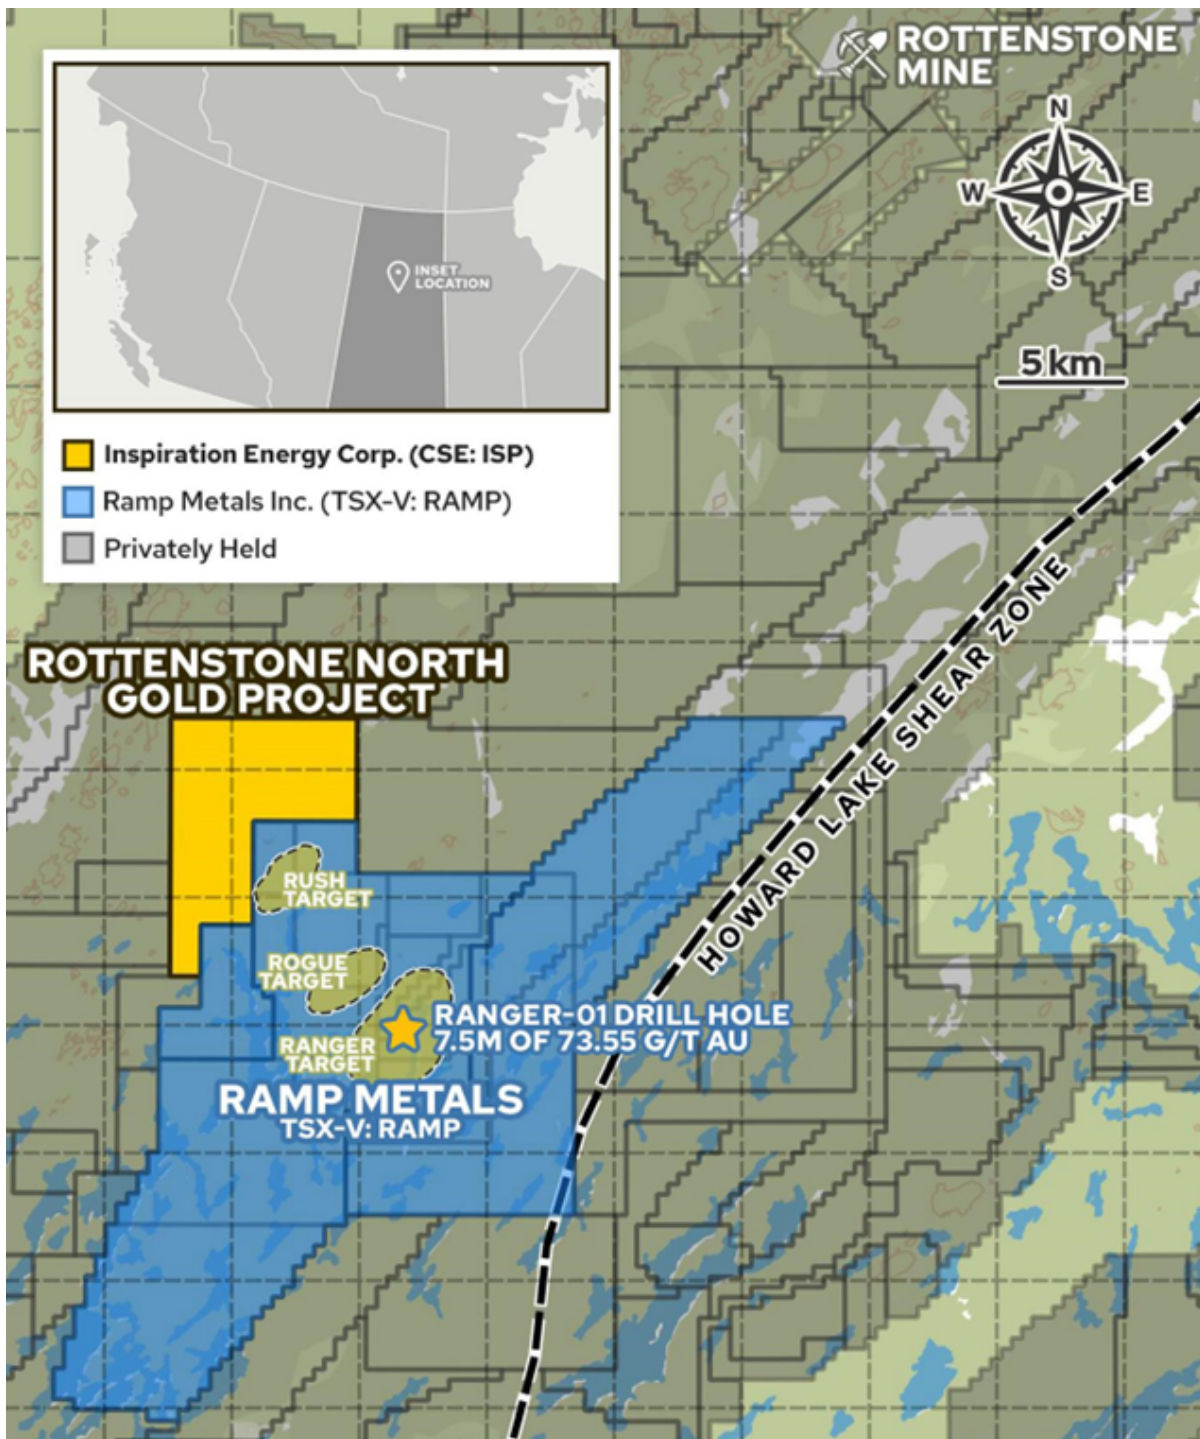 ROTTENSTONE
MINE
N
W
E
S
5 km
INSET
LOCATION
Inspiration Energy Corp. (CSE: ISP)
Ramp Metals Inc. (TSX-V: RAMP)
Privately Held
HOWARD LAKE SHEAR ZONE
ROTTENSTONE NORTH
GOLD PROJECT
RUSH
TARGET
ROGUE
TARGET
RANGER-01 DRILL HOLE
7.5M OF 73.55 G/T AU
RANGER
TARGET
RAMP METALS
TSX-V: RAMP